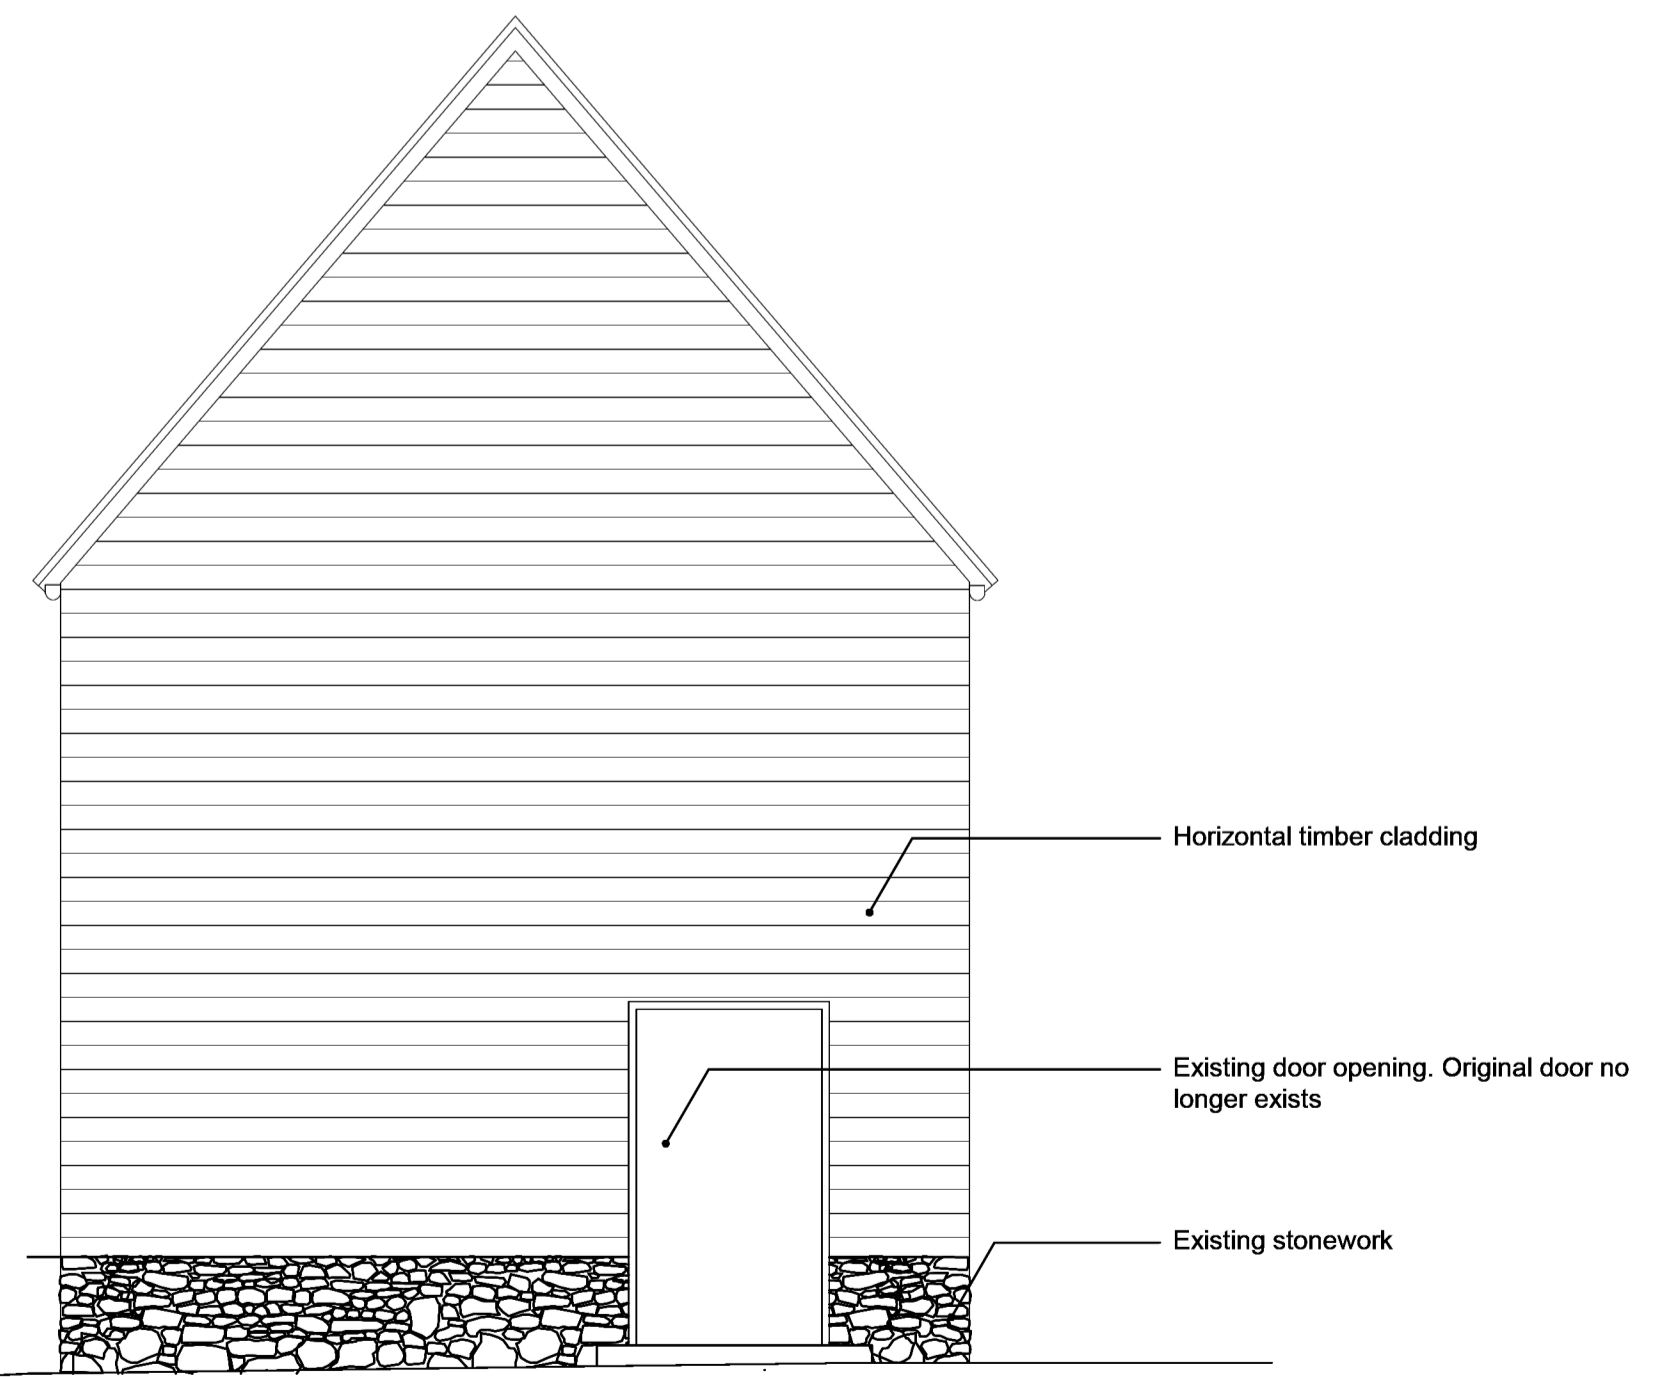 Horizontal timber cladding
Existing door opening. Original door no
longer exists
Existing stonework